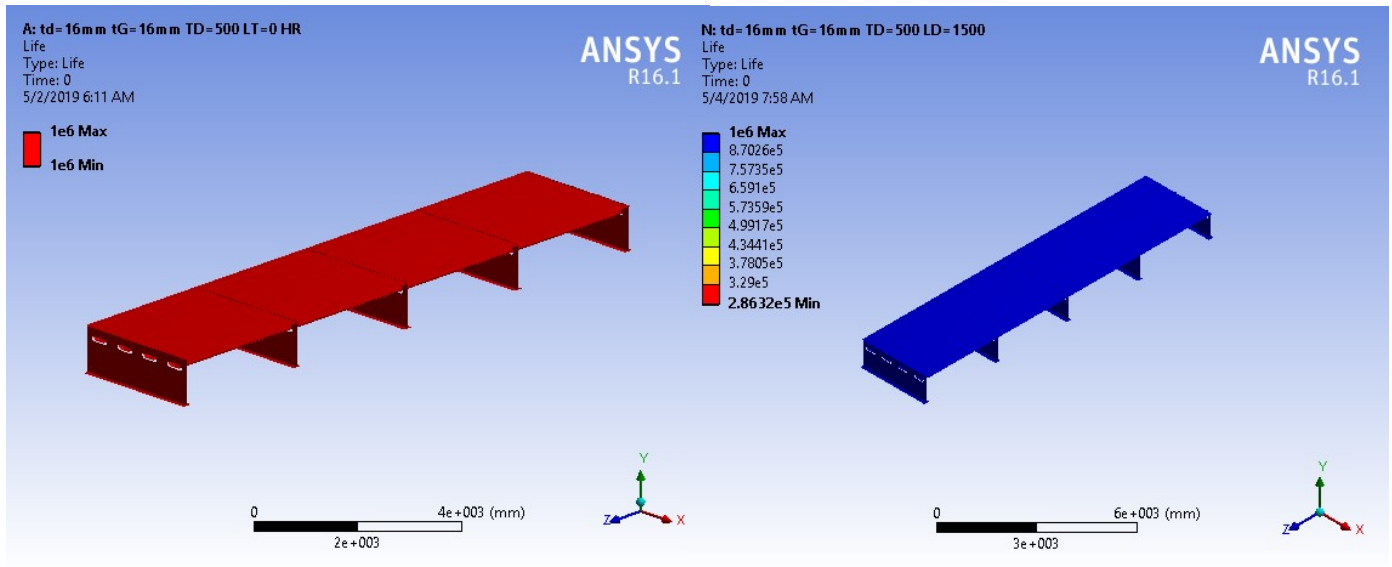 A: td=16mm tG=16mm TD=500 LT=0 HR
Life
Type: Life
Time: 0
5/2/2019 6:11 AM
ANSYS
R16.1
1e6 Max
1e6 Min
Y
Z
X
0
4e+003 (mm)
2e+003
N: td=16mm tG=16mm TD=500 LD=1500
Life
Type: Life
Time: 0
5/4/2019 7:58 AM
ANSYS
R16.1
1e6 Max
8.7026e5
7.5735e5
6.591e5
5.7359e5
4.9917e5
4.3441e5
3.7805e5
3.29e5
2.8632e5 Min
Y
Z
X
0
6e+003 (mm)
3e+003